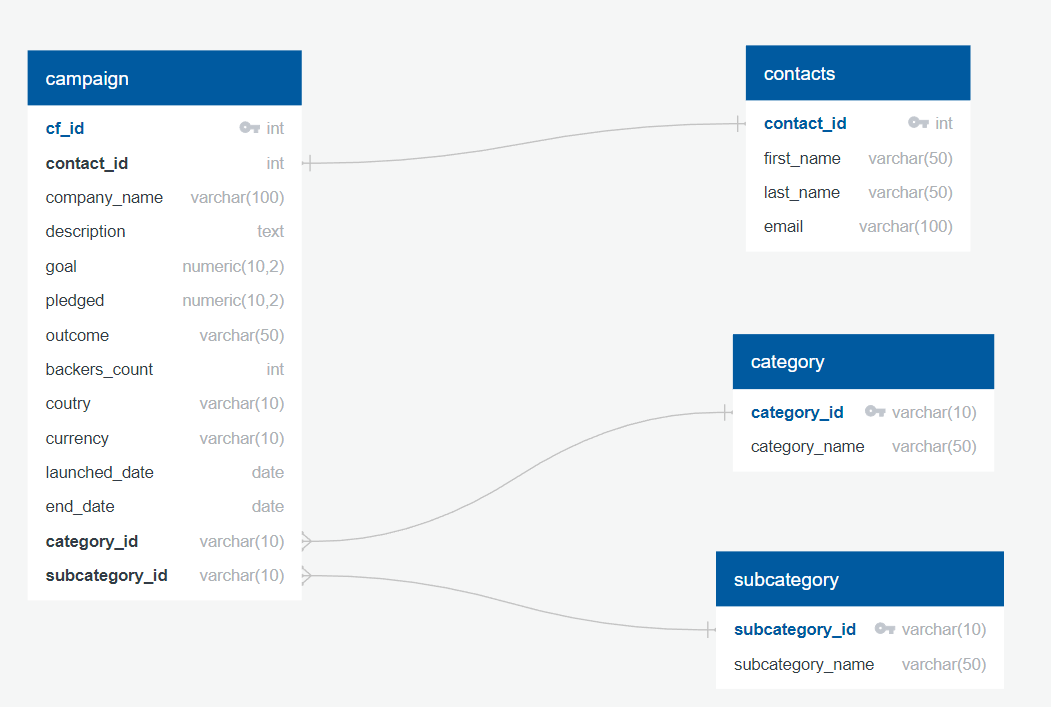 campaign
cf_id int
contact_id int
company_name varchar(100)
description text
goal numeric(10,2)
pledged numeric(10,2)
outcome varchar(50)
backers_count int
coutry varchar(10)
currency varchar(10)
launched_date date
end_date date
category_id varchar(10)
subcategory_id varchar(10)
contacts
contact_id int
first_name varchar(50)
last_name varchar(50)
email varchar(100)
category
category_id varchar(10)
category_name varchar(50)
subcategory
subcategory_id varchar(10)
subcategory_name varchar(50)